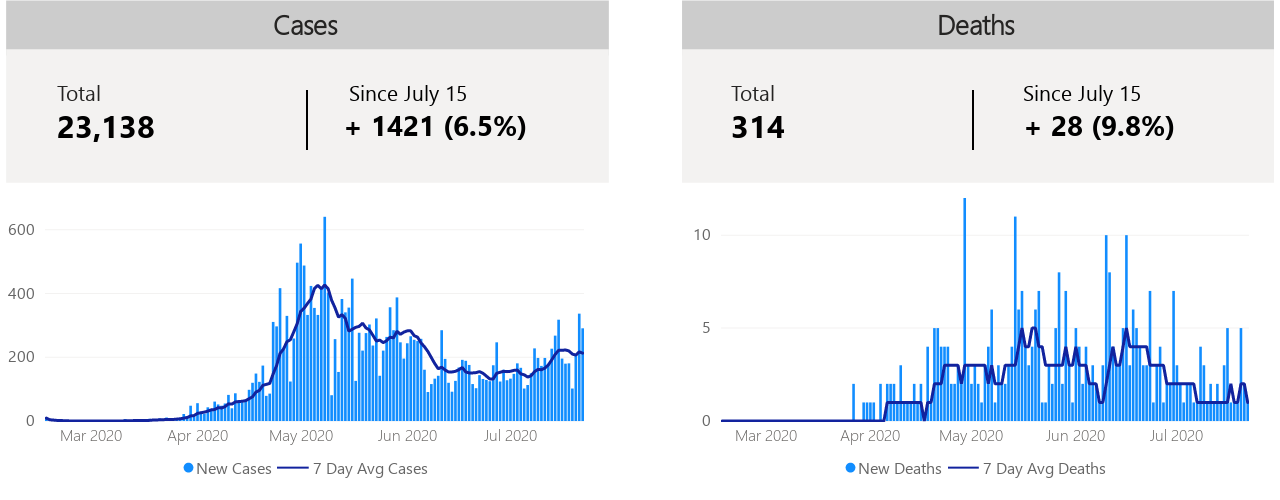 Cases
Total
Since July 15
23,138
+ 1421 (6.5%)
600
400
200
0
Mar 2020 Apr 2020 May 2020 Jun 2020 Jul 2020
New Cases 7 Day Avg Cases
Deaths
Total
Since July 15
314
+ 28 (9.8%)
10
5
0
Mar 2020 Apr 2020 May 2020 Jun 2020 Jul 2020
New Deaths 7 Day Avg Deaths